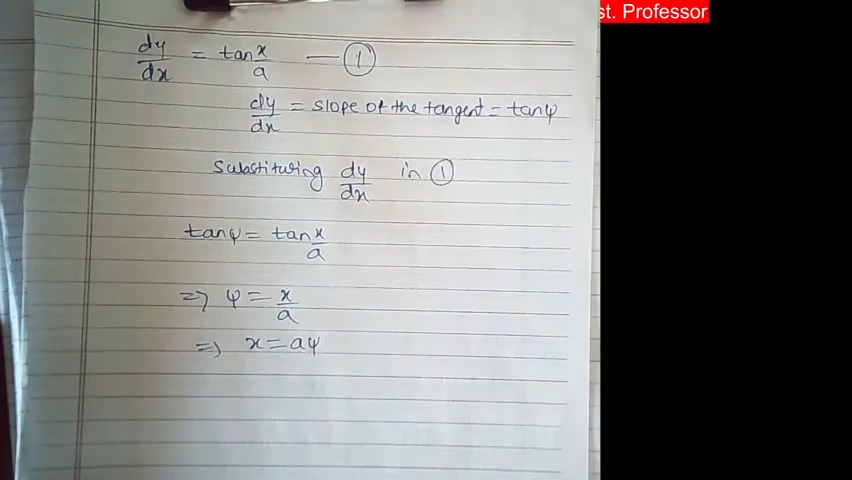 st. Professor
dy/dx = tan x/a — ①
dy/dx = slope of the tangent = tanψ
Substituring dy/dx in ①
tanψ = tan x/a
=> ψ = x/a
=> x = aψ